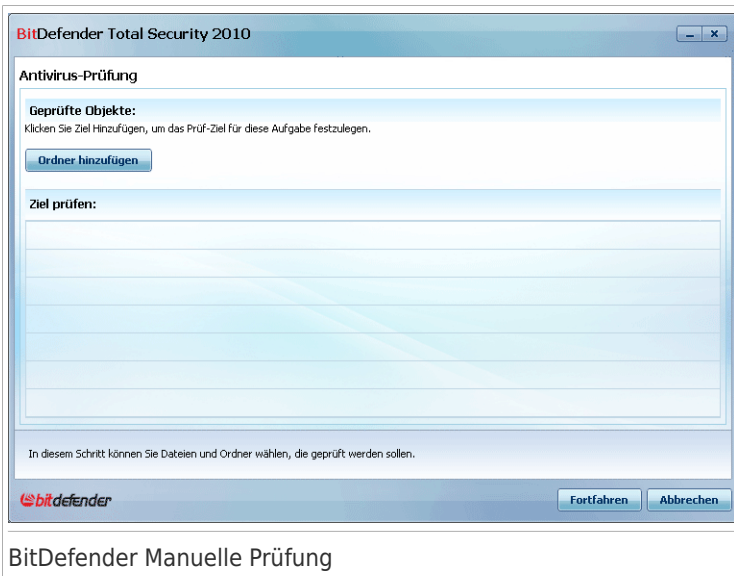 BitDefender Total Security 2010
Antivirus-Prüfung
Geprüfte Objekte:
Klicken Sie Ziel Hinzufügen, um das Prüf-Ziel für diese Aufgabe festzulegen.
Ordner hinzufügen
Ziel prüfen:
In diesem Schritt können Sie Dateien und Ordner wählen, die geprüft werden sollen.
bitdefender
Fortfahren Abbrechen
BitDefender Manuelle Prüfung